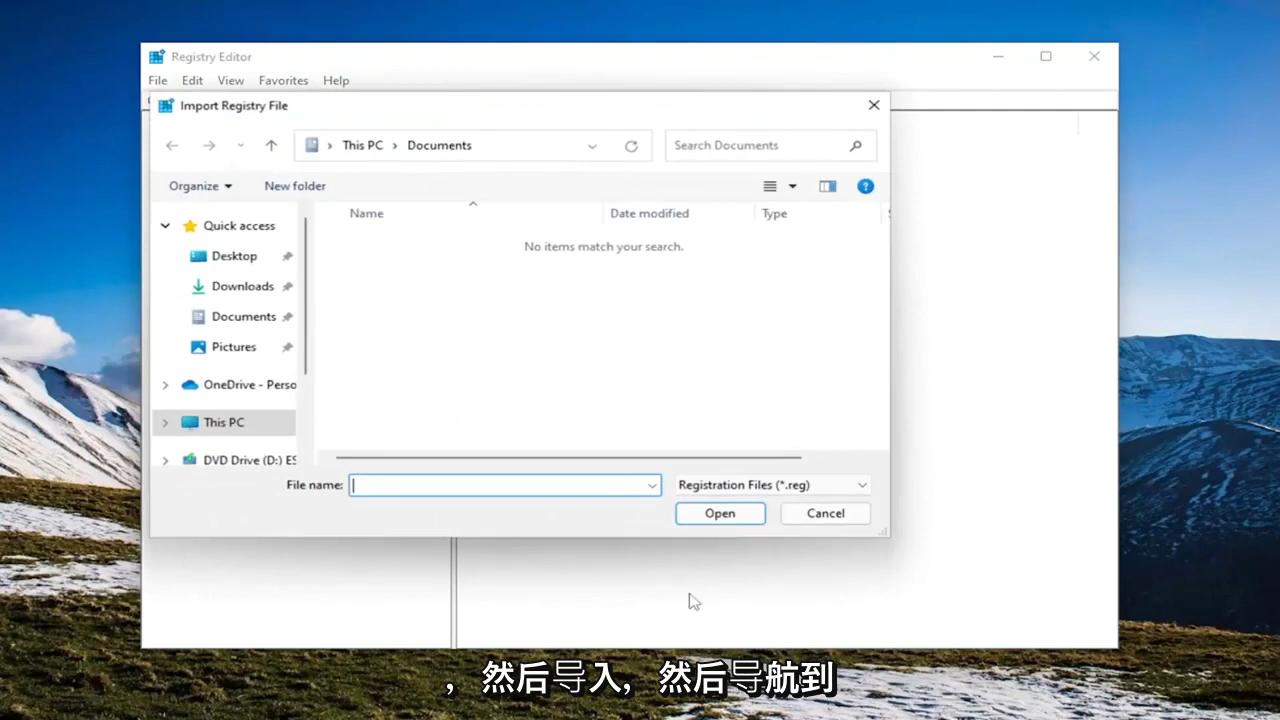 Registry Editor
File Edit View Favorites Help
Import Registry File
This PC › Documents
Search Documents
Organize
New folder
Name
Date modified
Type
No items match your search.
Quick access
Desktop
Downloads
Documents
Pictures
OneDrive - Perso
This PC
DVD Drive (D:) ES
File name:
Registration Files (*.reg)
Open
Cancel
，然后导入，然后导航到